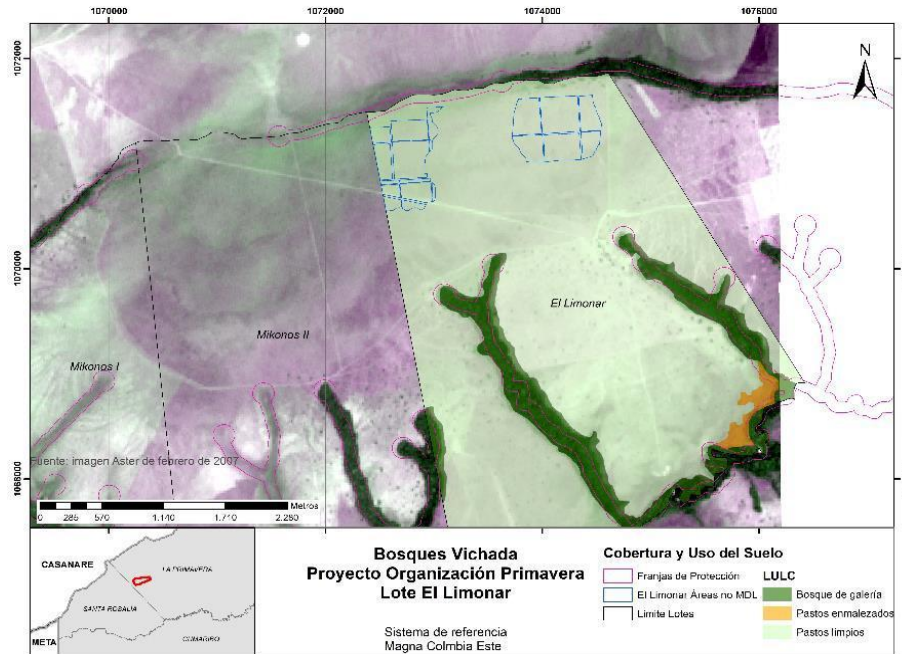 1070000
1072000
1074000
1076000
1072000
1070000
1068000
N
El Limonar
Mikonos II
Mikonos I
Fuente: imagen Aster de febrero de 2007
Metros
0 285 570 1.140 1.710 2.280
CASANARE
LA PRIMAVERA
SANTA ROSALIA
META
CUMARIBO
Bosques Vichada
Proyecto Organización Primavera
Lote El Limonar
Sistema de referencia
Magna Colmbia Este
Cobertura y Uso del Suelo
Franjas de Protección
El Limonar Áreas no MDL
Limite Lotes
LULC
Bosque de galería
Pastos enmalezados
Pastos limpios